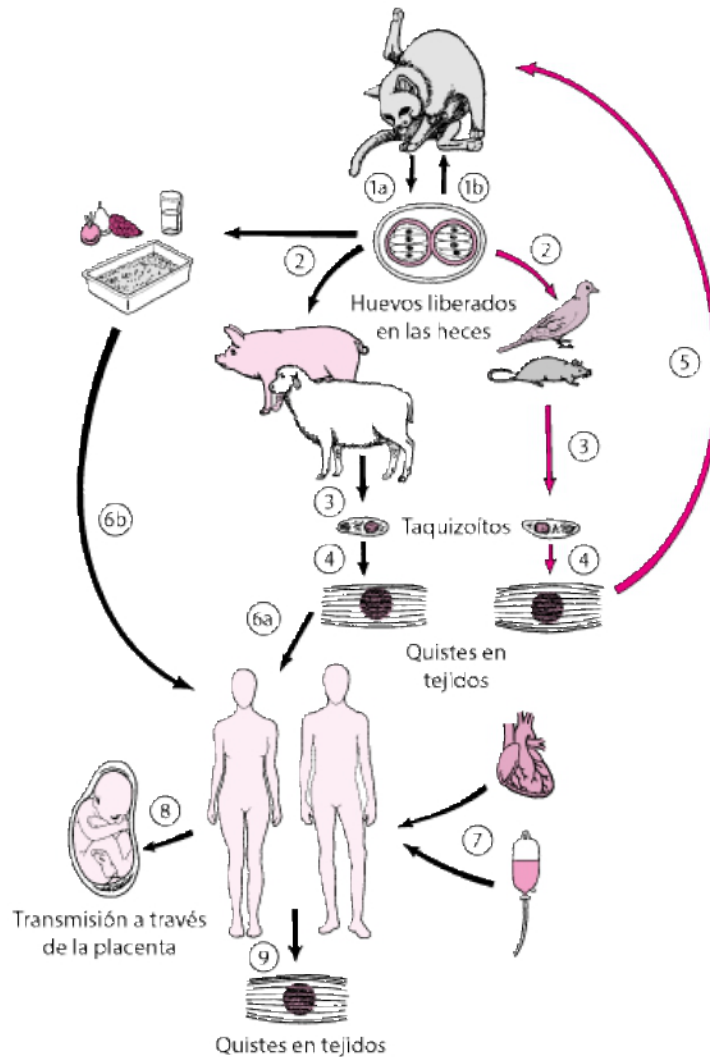 1a
1b
2
2
Huevos liberados
en las heces
5
3
3
6b
Taquizoítos
4
4
6a
Quistes en
tejidos
8
7
Transmisión a través
de la placenta
9
Quistes en tejidos